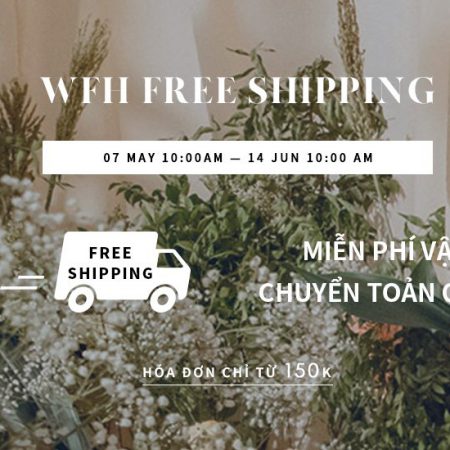 WFH FREE SHIPPING
07 MAY 10:00AM — 14 JUN 10:00 AM
FREE
SHIPPING
MIỄN PHÍ VẬ
CHUYỂN TOÀN
HÓA ĐƠN CHỈ TỪ 150K